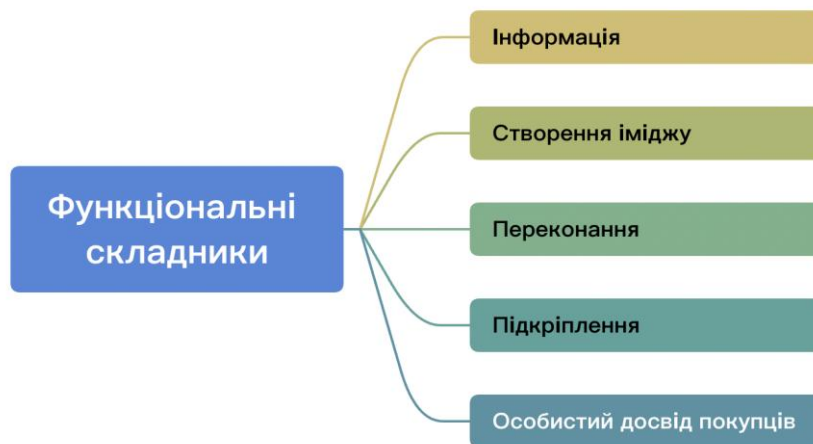 Функціональні
складники
Інформація
Створення іміджу
Переконання
Підкріплення
Особистий досвід покупців